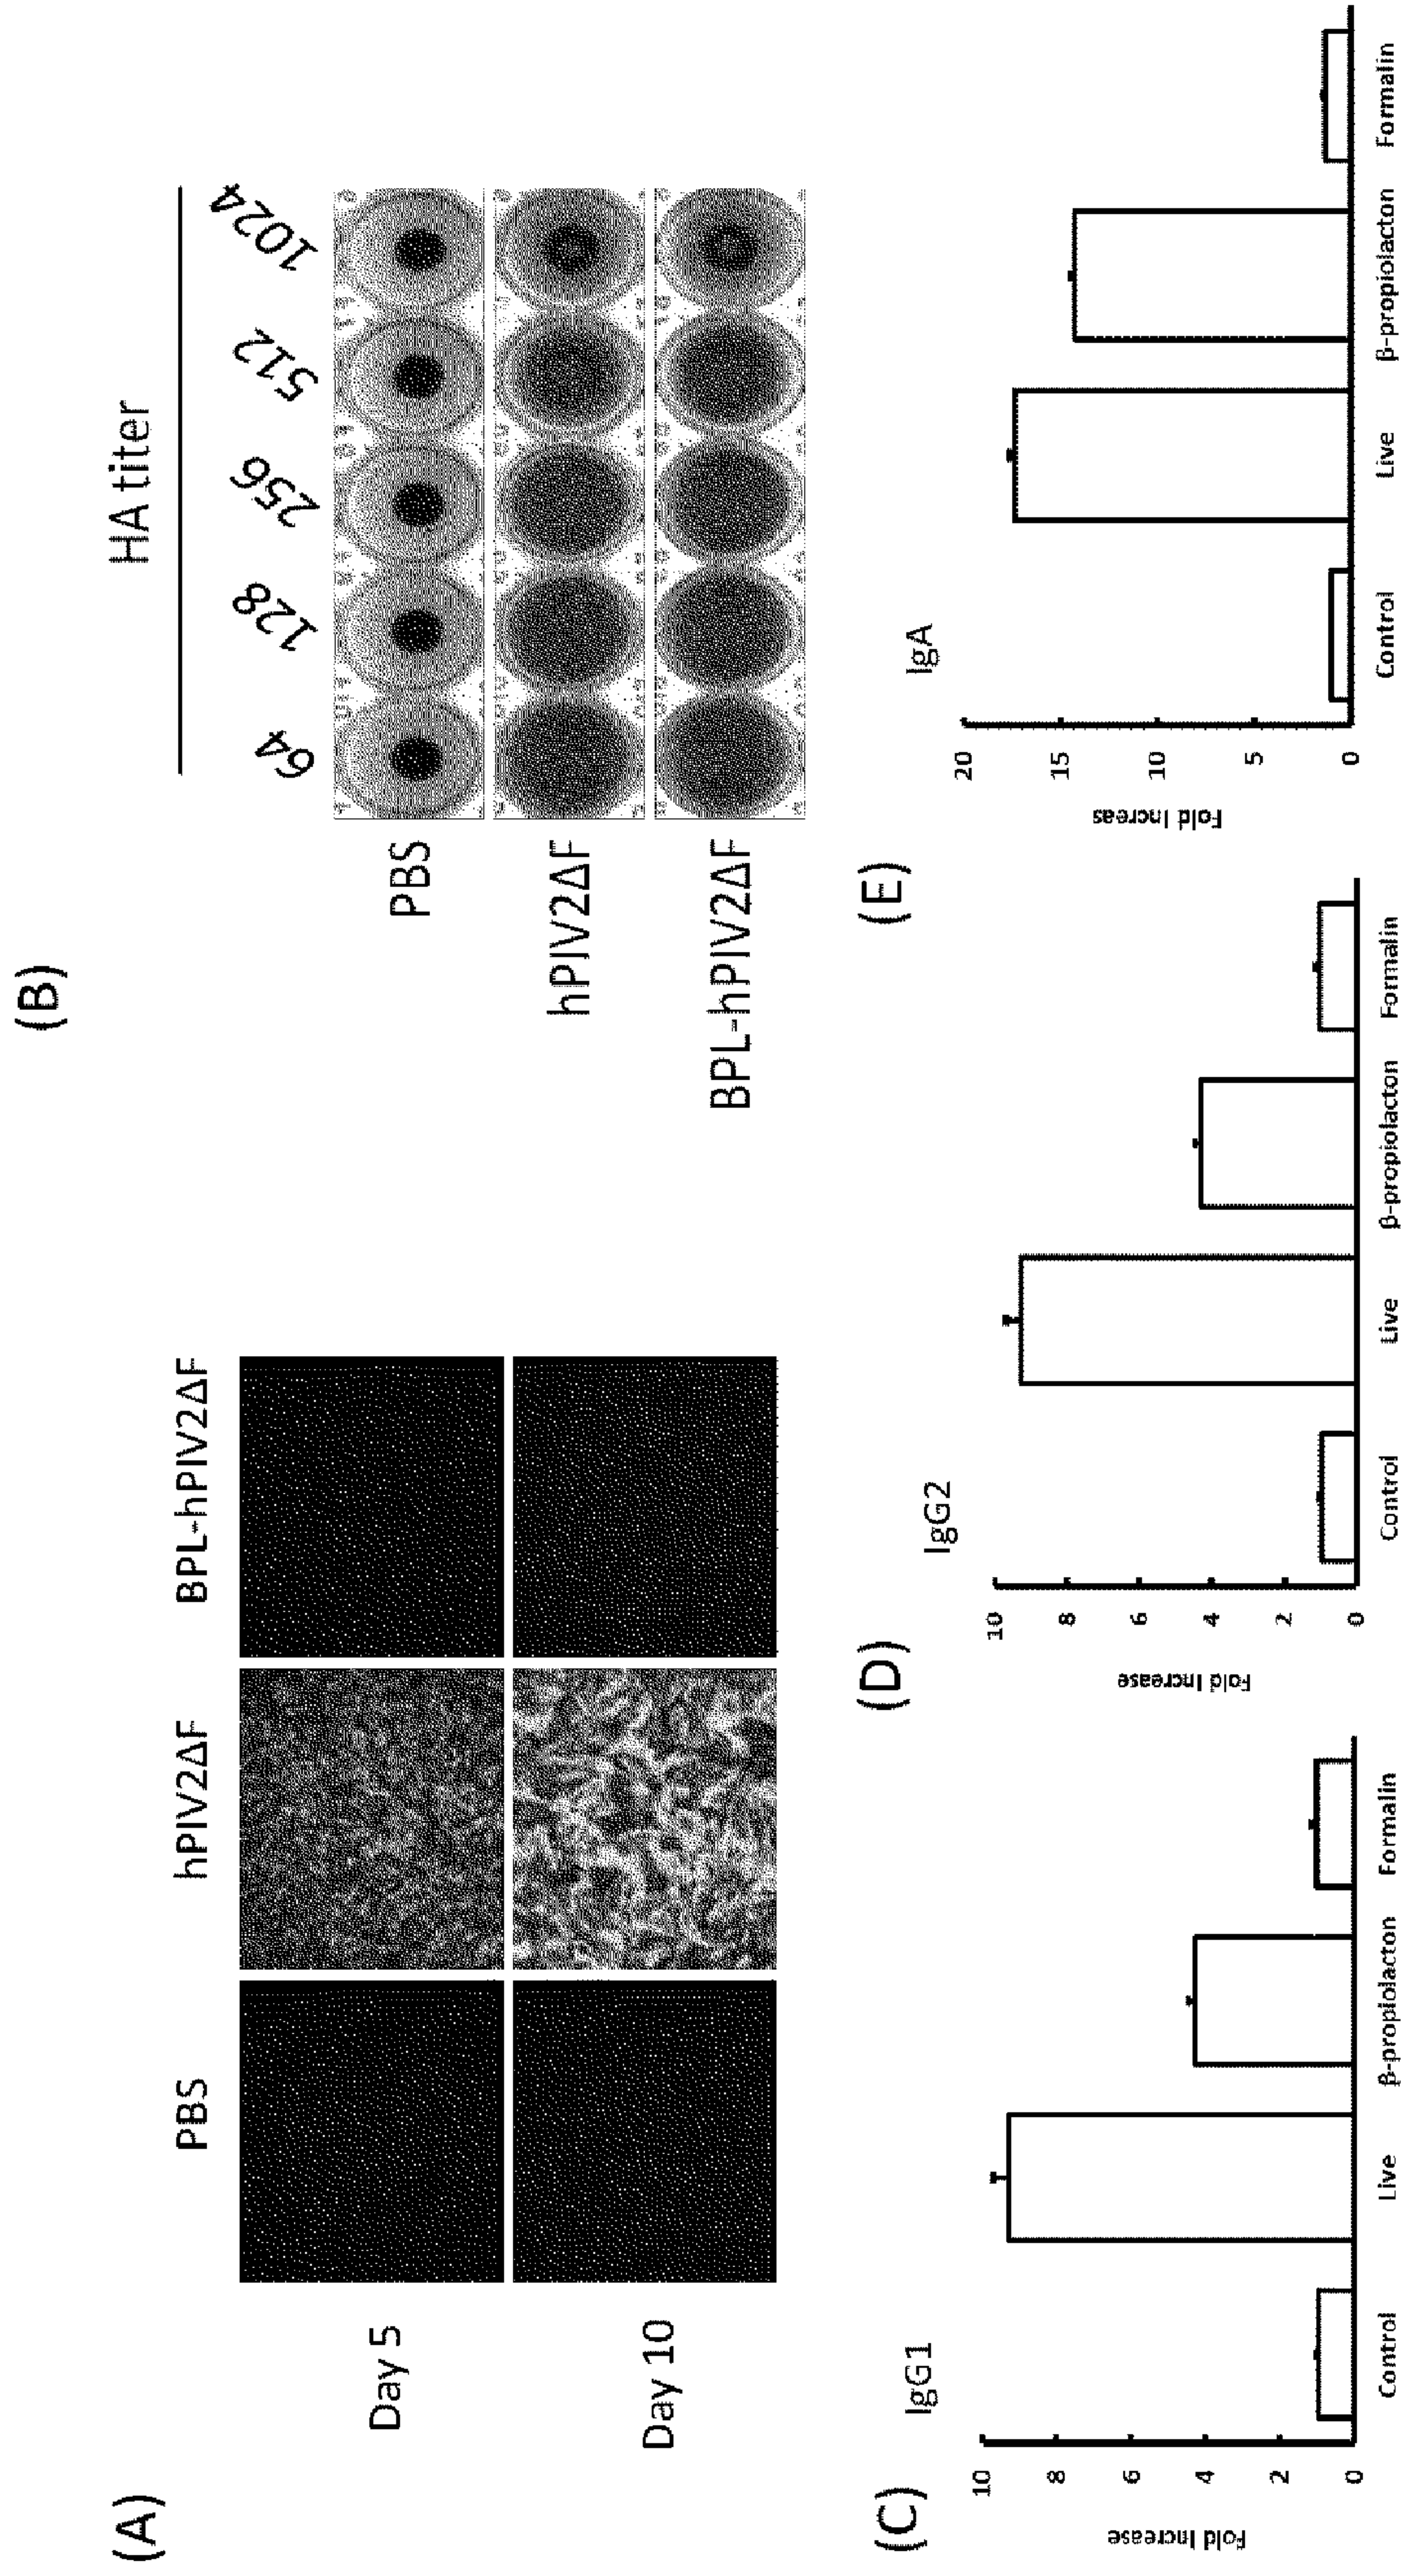 (A)
PBS
hPIV2ΔF
BPL-hPIV2ΔF
Day 5
Day 10
(B)
HA titer
64
128
256
512
1024
PBS
hPIV2ΔF
BPL-hPIV2ΔF
(C)
IgG1
Fold Increase
10
8
6
4
2
0
Control
Live
β-propiolacton
Formalin
(D)
IgG2
Fold Increase
10
8
6
4
2
0
Control
Live
β-propiolacton
Formalin
(E)
IgA
Fold Increas
20
15
10
5
0
Control
Live
β-propiolacton
Formalin